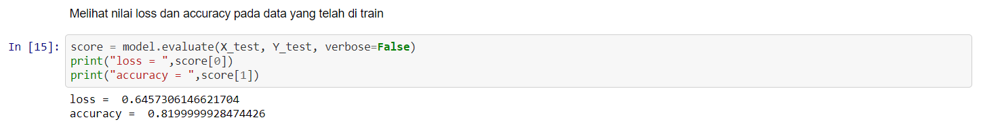 Melihat nilai loss dan accuracy pada data yang telah di train
In [15]: score = model.evaluate(X_test, Y_test, verbose=False)
print("loss = ",score[0])
print("accuracy = ",score[1])
loss =  0.6457306146621704
accuracy =  0.8199999928474426